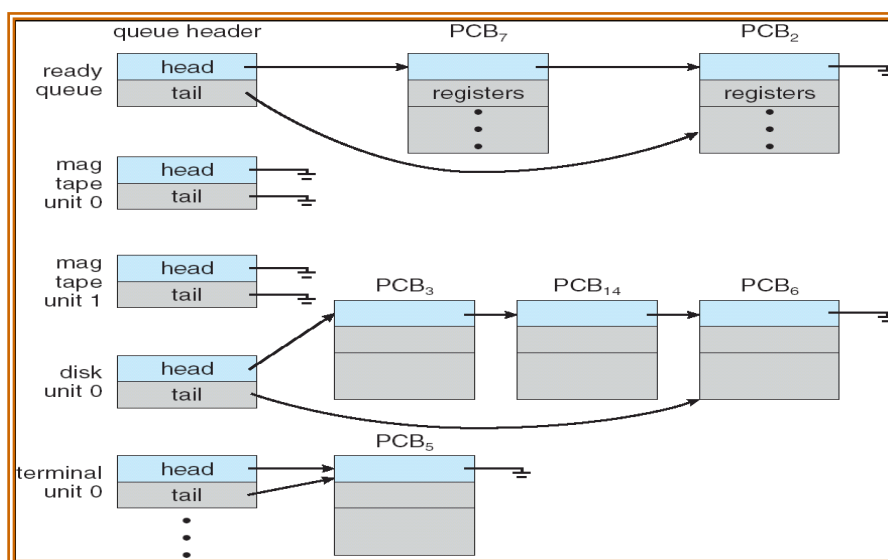 queue header PCB₇ PCB₂
ready
queue
head
tail
registers registers
mag
tape
unit 0
head
tail
mag
tape
unit 1
head
tail
PCB₃ PCB₁₄ PCB₆
disk
unit 0
head
tail
PCB₅
terminal
unit 0
head
tail